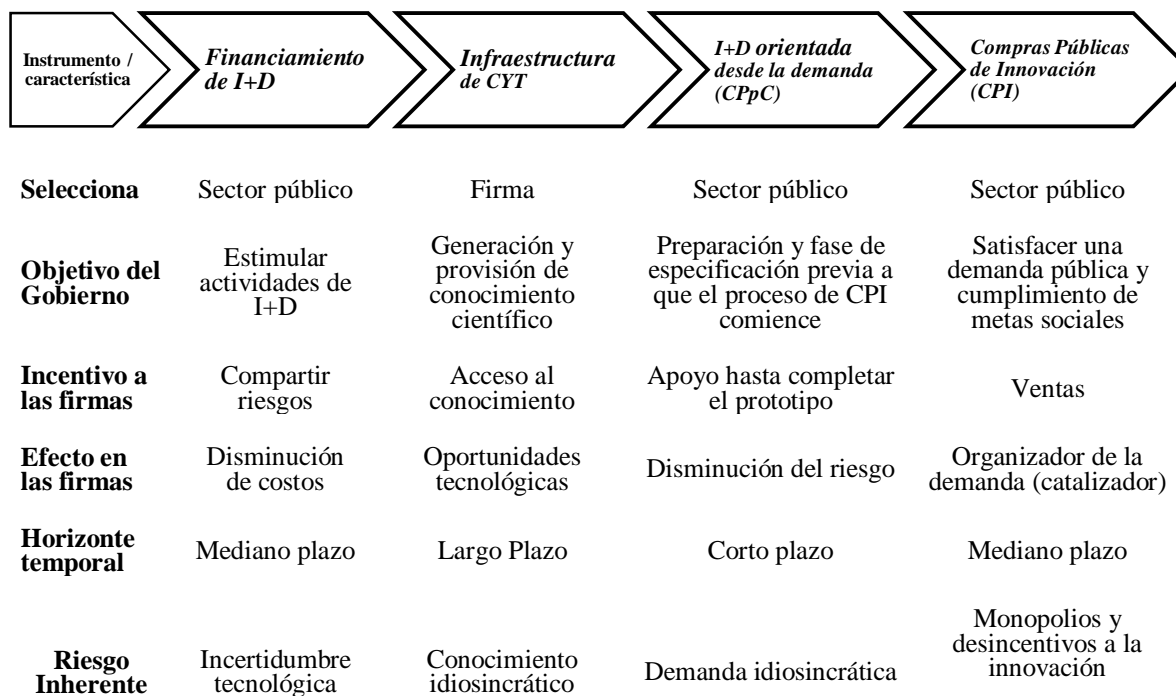 Instrumento /
característica
Financiamiento
de I+D
Infraestructura
de CYT
I+D orientada
desde la demanda
(CPpC)
Compras Públicas
de Innovación
(CPI)
Selecciona
Sector público
Firma
Sector público
Sector público
Objetivo del
Gobierno
Estimular
actividades de
I+D
Generación y
provisión de
conocimiento
científico
Preparación y fase de
especificación previa a
que el proceso de CPI
comience
Satisfacer una
demanda pública y
cumplimiento de
metas sociales
Incentivo a
las firmas
Compartir
riesgos
Acceso al
conocimiento
Apoyo hasta completar
el prototipo
Ventas
Efecto en
las firmas
Disminución
de costos
Oportunidades
tecnológicas
Disminución del riesgo
Organizador de la
demanda (catalizador)
Horizonte
temporal
Mediano plazo
Largo Plazo
Corto plazo
Mediano plazo
Riesgo
Inherente
Incertidumbre
tecnológica
Conocimiento
idiosincrático
Demanda idiosincrática
Monopolios y
desincentivos a la
innovación